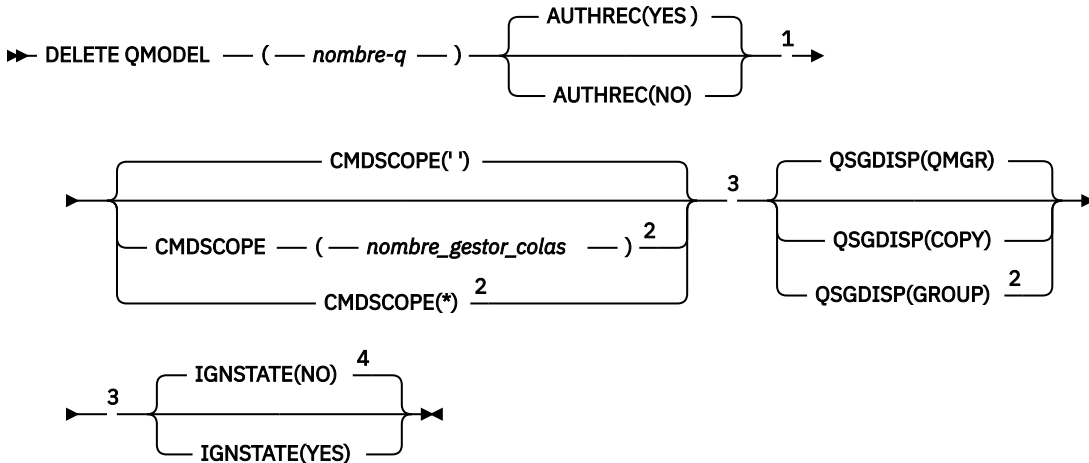 AUTHREC(YES )
DELETE QMODEL ( nombre-q ) 1
AUTHREC(NO)
CMDSCOPE(' ') QSGDISP(QMGR)
3
CMDSCOPE ( nombre_gestor_colas ) 2 QSGDISP(COPY)
CMDSCOPE(*) 2 QSGDISP(GROUP) 2
IGNSTATE(NO) 4
3
IGNSTATE(YES)